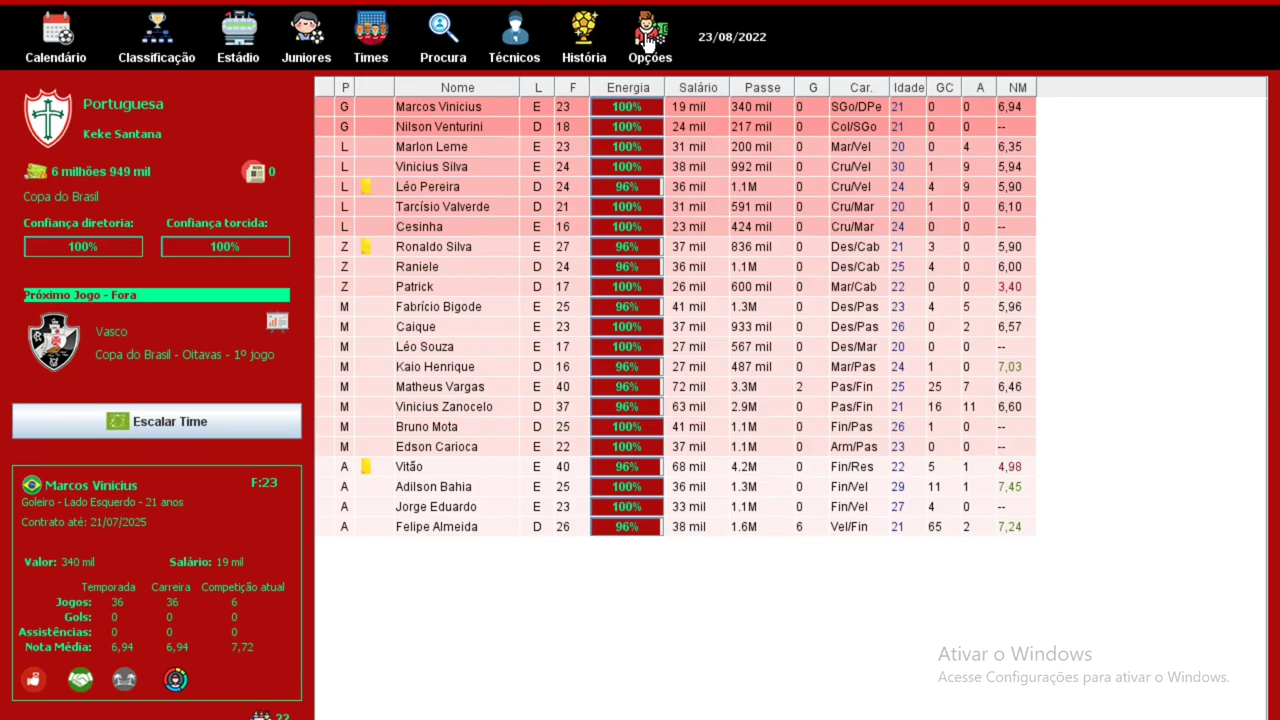 Calendário Classificação Estádio Juniores Times Procura Técnicos História Opções 23/08/2022
Portuguesa
Keke Santana
6 milhões 949 mil 0
Copa do Brasil
Confiança diretoria: Confiança torcida:
100% 100%
Próximo Jogo - Fora
Vasco
Copa do Brasil - Oitavas - 1º jogo
Escalar Time
Marcos Vinicius F:23
Goleiro - Lado Esquerdo - 21 anos
Contrato até: 21/07/2025
Valor: 340 mil Salário: 19 mil
Temporada Carreira Competição atual
Jogos: 36 36 6
Gols: 0 0 0
Assistências: 0 0 0
Nota Média: 6,94 6,94 7,72
22
P Nome L F Energia Salário Passe G Car. Idade GC A NM
G Marcos Vinicius E 23 100% 19 mil 340 mil 0 SGo/DPe 21 0 0 6,94
G Nilson Venturini D 18 100% 24 mil 217 mil 0 Col/SGo 21 0 0 --
L Marlon Leme E 23 100% 31 mil 200 mil 0 Mar/Vel 20 0 4 6,35
L Vinicius Silva E 24 100% 38 mil 992 mil 0 Cru/Vel 30 1 9 5,94
L Léo Pereira D 24 96% 36 mil 1.1M 0 Cru/Vel 24 4 9 5,90
L Tarcísio Valverde D 21 100% 31 mil 591 mil 0 Cru/Mar 20 1 0 6,10
L Cesinha E 16 100% 23 mil 424 mil 0 Cru/Mar 24 0 0 --
Z Ronaldo Silva E 27 96% 37 mil 836 mil 0 Des/Cab 21 3 0 5,90
Z Raniele D 24 96% 36 mil 1.1M 0 Des/Cab 25 4 0 6,00
Z Patrick D 17 100% 26 mil 600 mil 0 Mar/Cab 22 0 0 3,40
M Fabrício Bigode E 25 96% 41 mil 1.3M 0 Des/Pas 23 4 5 5,96
M Caique E 23 100% 37 mil 933 mil 0 Des/Pas 26 0 2 6,57
M Léo Souza E 17 100% 27 mil 567 mil 0 Des/Mar 20 0 0 --
M Kaio Henrique D 16 96% 27 mil 487 mil 0 Mar/Pas 24 1 0 7,03
M Matheus Vargas E 40 96% 72 mil 3.3M 2 Pas/Fin 25 25 7 6,46
M Vinicius Zanocelo D 37 96% 63 mil 2.9M 0 Pas/Fin 21 16 11 6,60
M Bruno Mota D 25 100% 41 mil 1.1M 0 Fin/Pas 26 1 0 --
M Edson Carioca E 22 100% 37 mil 1.1M 0 Arm/Pas 23 0 0 --
A Vitão E 40 96% 68 mil 4.2M 0 Fin/Res 22 5 1 4,98
A Adilson Bahia E 25 100% 36 mil 1.3M 0 Fin/Vel 29 11 1 7,45
A Jorge Eduardo E 23 100% 33 mil 1.1M 0 Fin/Vel 27 4 0 --
A Felipe Almeida D 26 96% 38 mil 1.6M 6 Vel/Fin 21 65 2 7,24
Ativar o Windows
Acesse Configurações para ativar o Windows.